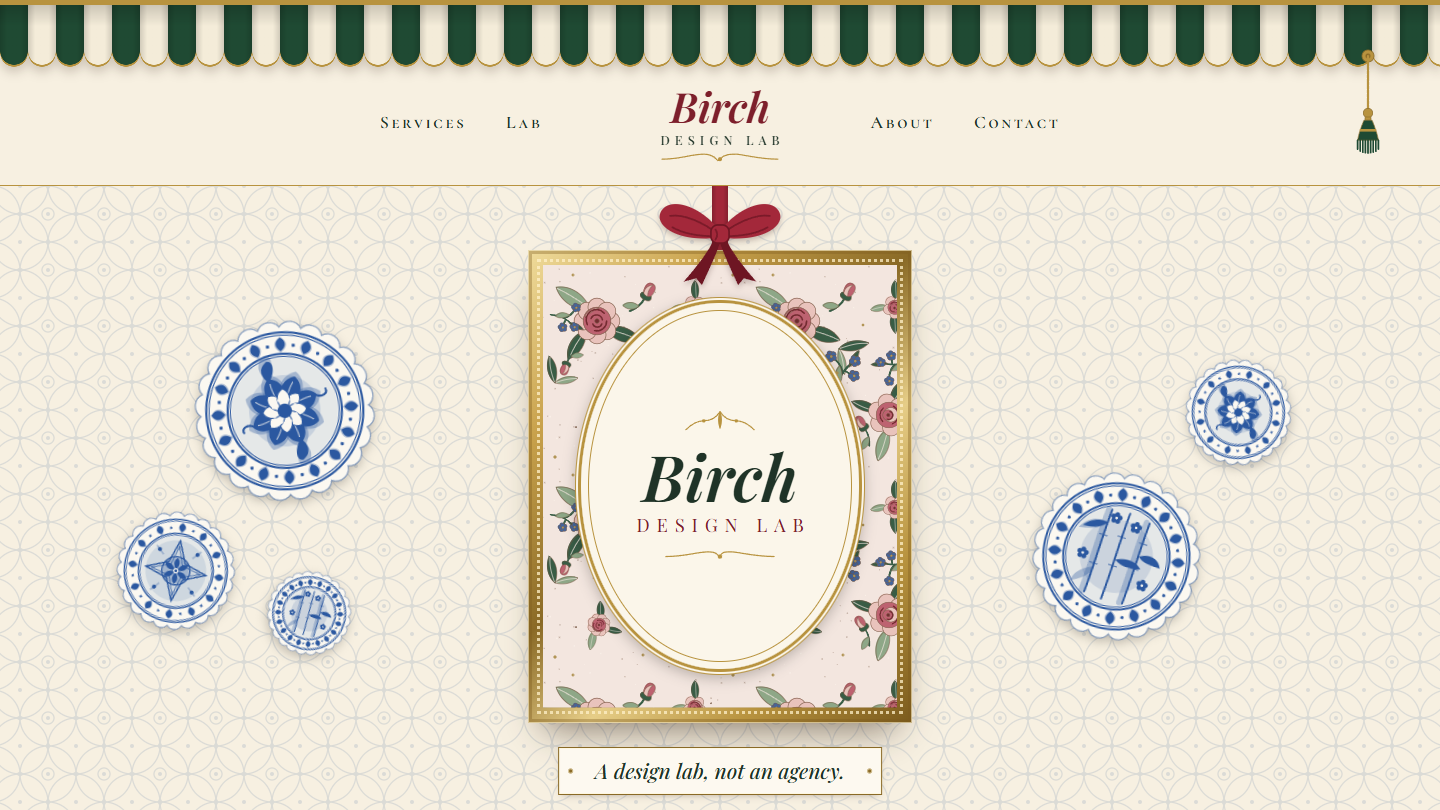 Services Lab Birch About Contact
DESIGN LAB
Birch
DESIGN LAB
A design lab, not an agency.